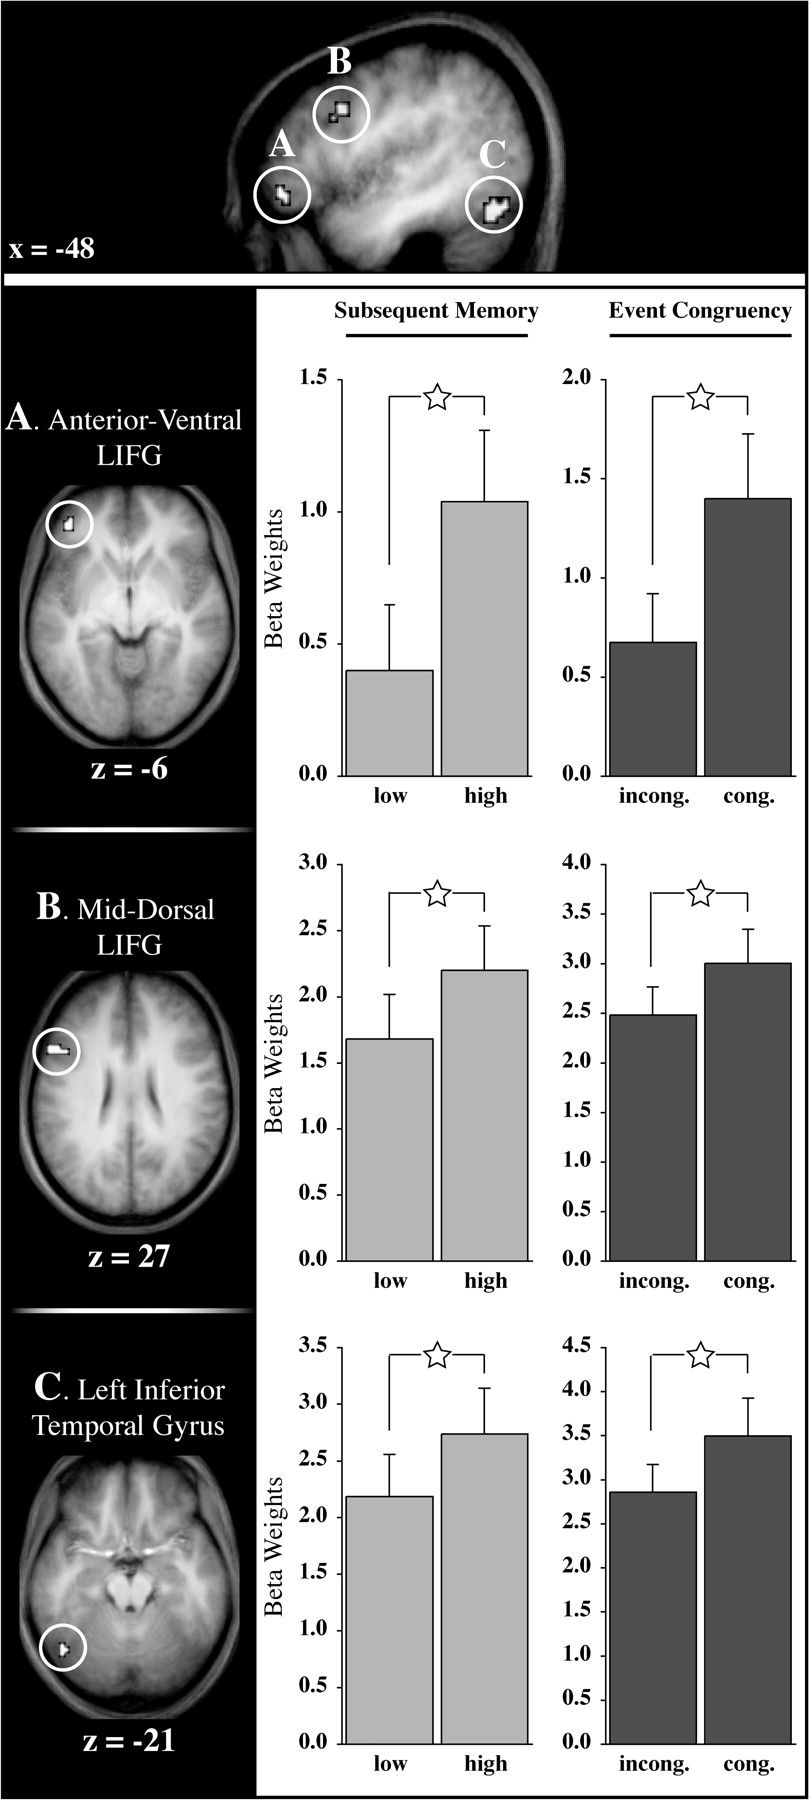 B
A
C
x = -48
Subsequent Memory
Event Congruency
A. Anterior-Ventral
LIFG
z = -6
Beta Weights
1.5
1.0
0.5
0.0
low high
2.0
1.5
1.0
0.5
0.0
incong. cong.
B. Mid-Dorsal
LIFG
z = 27
Beta Weights
3.0
2.5
2.0
1.5
1.0
0.5
0.0
low high
4.0
3.5
3.0
2.5
2.0
1.5
1.0
0.5
0.0
incong. cong.
C. Left Inferior
Temporal Gyrus
z = -21
Beta Weights
3.5
3.0
2.5
2.0
1.5
1.0
0.5
0.0
low high
4.5
4.0
3.5
3.0
2.5
2.0
1.5
1.0
0.5
0.0
incong. cong.